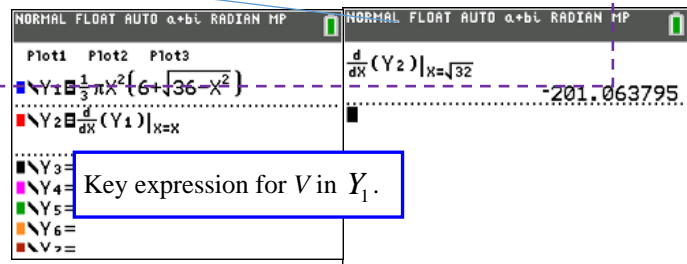 NORMAL FLOAT AUTO a+bi RADIAN MP
Plot1 Plot2 Plot3
\Y1=1/3πX²(6+√36-X²)
\Y2=d/dX(Y1)|X=X
\Y3=
\Y4=
\Y5=
\Y6=
\Y7=
Key expression for V in Y₁.
NORMAL FLOAT AUTO a+bi RADIAN MP
d/dX(Y2)|X=√32
-201.063795